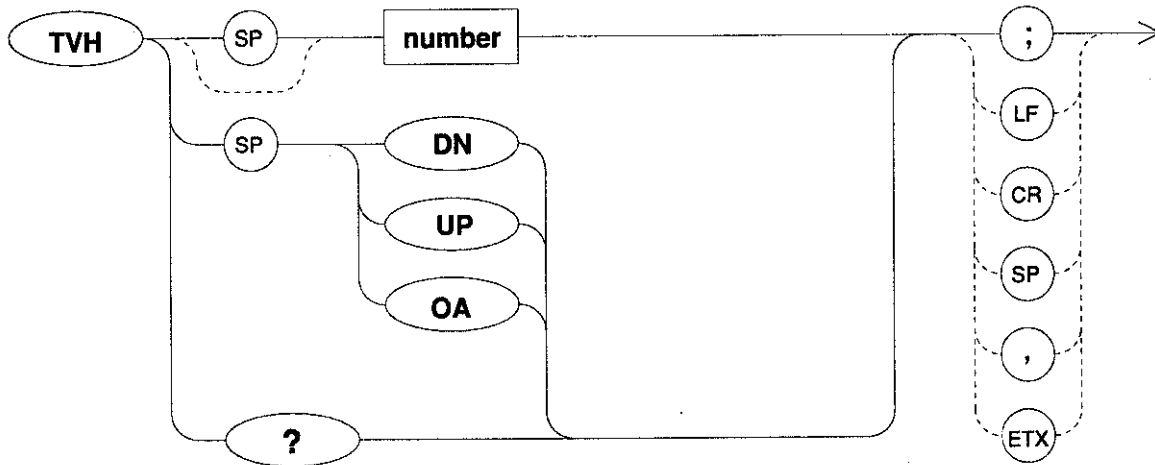 TVH SP number ;
LF
SP DN
CR
UP
SP
OA
,
? ETX